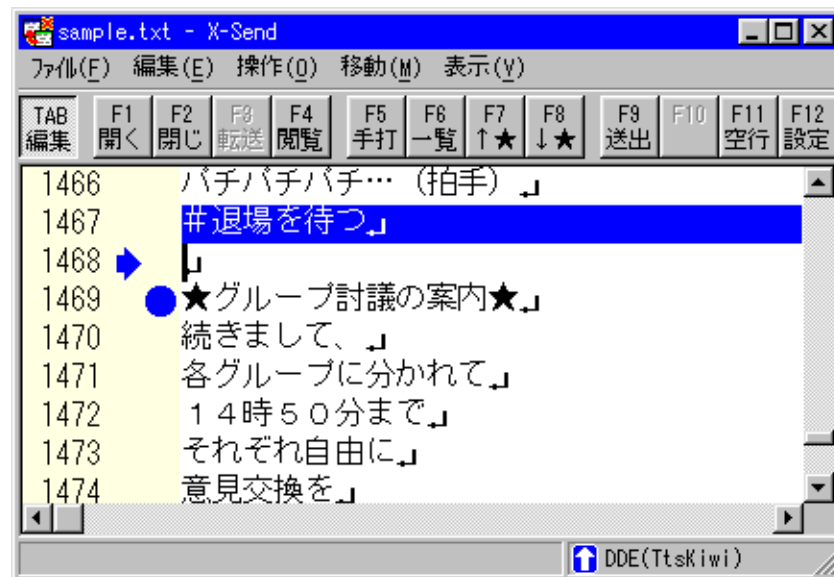 sample.txt - X-Send
ﾌｧｲﾙ(F) 編集(E) 操作(O) 移動(M) 表示(V)
TAB 編集 F1 開く F2 閉じ F3 転送 F4 閲覧 F5 手打 F6 一覧 F7 ↑★ F8 ↓★ F9 送出 F10 F11 空行 F12 設定
1466 パチパチパチ… （拍手）
1467 ＃退場を待つ
1468
1469 ★グループ討議の案内★
1470 続きまして、
1471 各グループに分かれて
1472 １４時５０分まで
1473 それぞれ自由に
1474 意見交換を
DDE(TtsKiwi)